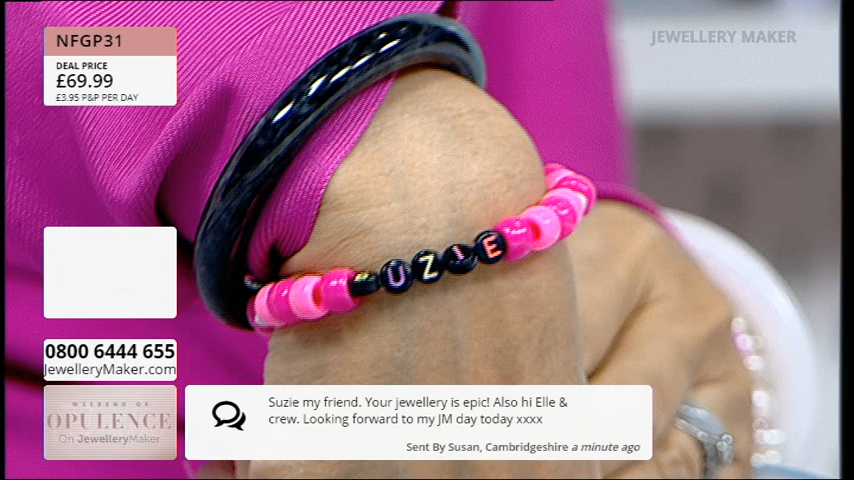 NFGP31
JEWELLERY MAKER
DEAL PRICE
£69.99
£3.95 P&P PER DAY
UZIE
0800 6444 655
JewelleryMaker.com
WEEKEND OF
OPULENCE
On JewelleryMaker
Suzie my friend. Your jewellery is epic! Also hi Elle &
crew. Looking forward to my JM day today xxxx
Sent By Susan, Cambridgeshire a minute ago